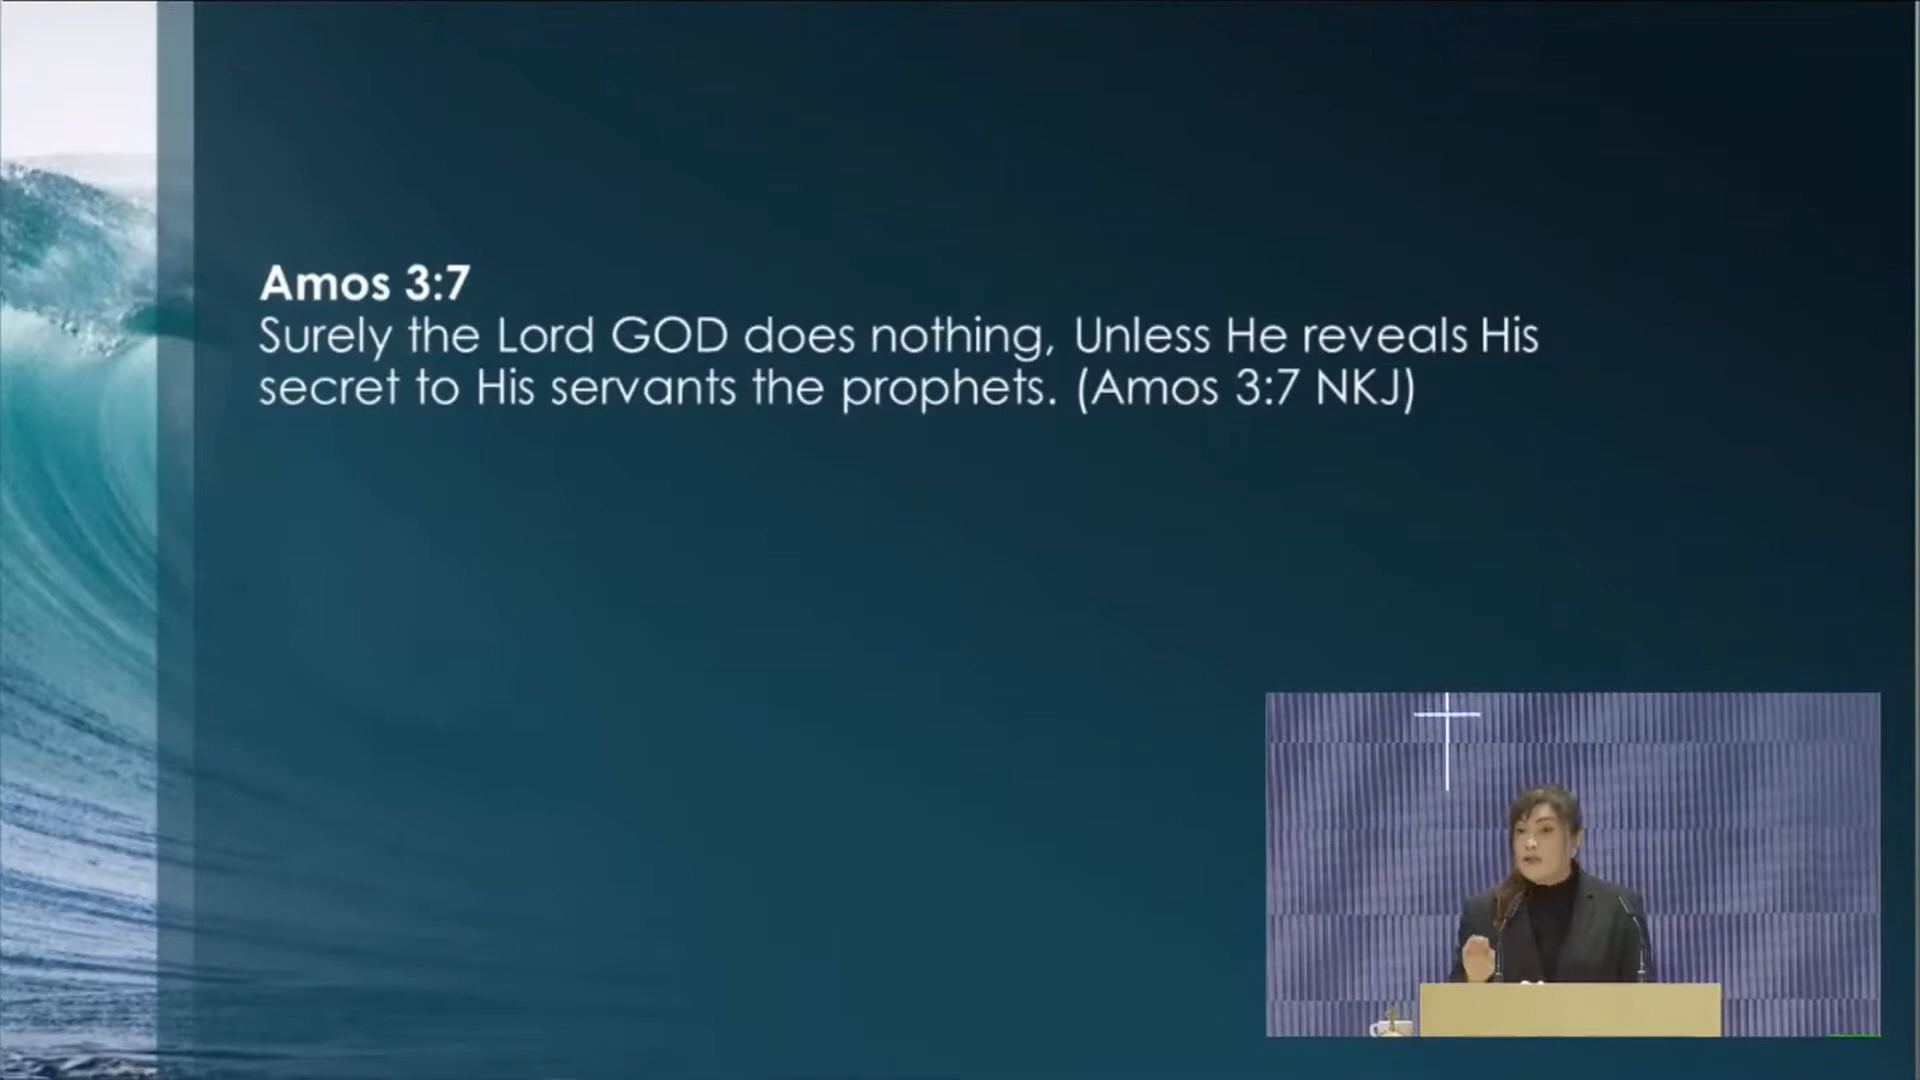 Amos 3:7
Surely the Lord GOD does nothing, Unless He reveals His
secret to His servants the prophets. (Amos 3:7 NKJ)